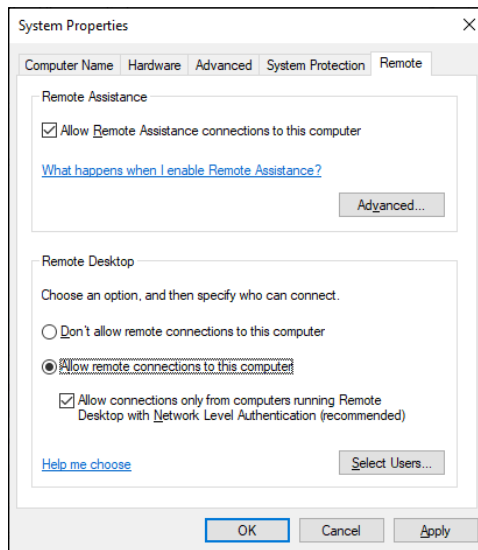 System Properties
Computer Name Hardware Advanced System Protection Remote
Remote Assistance
Allow Remote Assistance connections to this computer
What happens when I enable Remote Assistance?
Advanced...
Remote Desktop
Choose an option, and then specify who can connect.
Don't allow remote connections to this computer
Allow remote connections to this computer
Allow connections only from computers running Remote
Desktop with Network Level Authentication (recommended)
Help me choose Select Users...
OK Cancel Apply